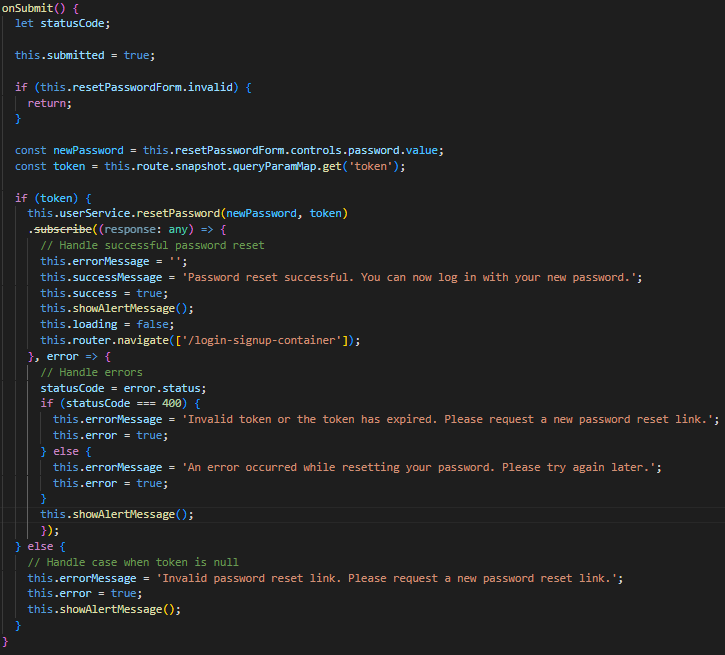 onSubmit() {
  let statusCode;

  this.submitted = true;

  if (this.resetPasswordForm.invalid) {
    return;
  }

  const newPassword = this.resetPasswordForm.controls.password.value;
  const token = this.route.snapshot.queryParamMap.get('token');

  if (token) {
    this.userService.resetPassword(newPassword, token)
    .subscribe((response: any) => {
      // Handle successful password reset
      this.errorMessage = '';
      this.successMessage = 'Password reset successful. You can now log in with your new password.';
      this.success = true;
      this.showAlertMessage();
      this.loading = false;
      this.router.navigate(['/login-signup-container']);
    }, error => {
      // Handle errors
      statusCode = error.status;
      if (statusCode === 400) {
        this.errorMessage = 'Invalid token or the token has expired. Please request a new password reset link.';
        this.error = true;
      } else {
        this.errorMessage = 'An error occurred while resetting your password. Please try again later.';
        this.error = true;
      }
      this.showAlertMessage();
      });
  } else {
    // Handle case when token is null
    this.errorMessage = 'Invalid password reset link. Please request a new password reset link.';
    this.error = true;
    this.showAlertMessage();
  }
}